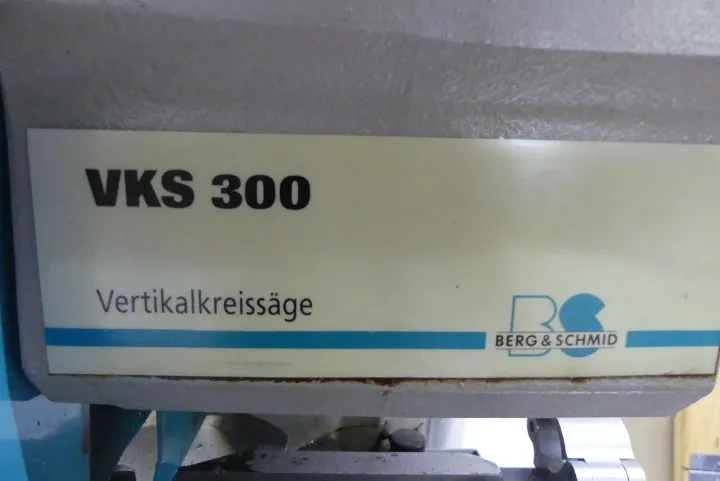 VKS 300
Vertikalkreissäge
BS
BERG & SCHMID